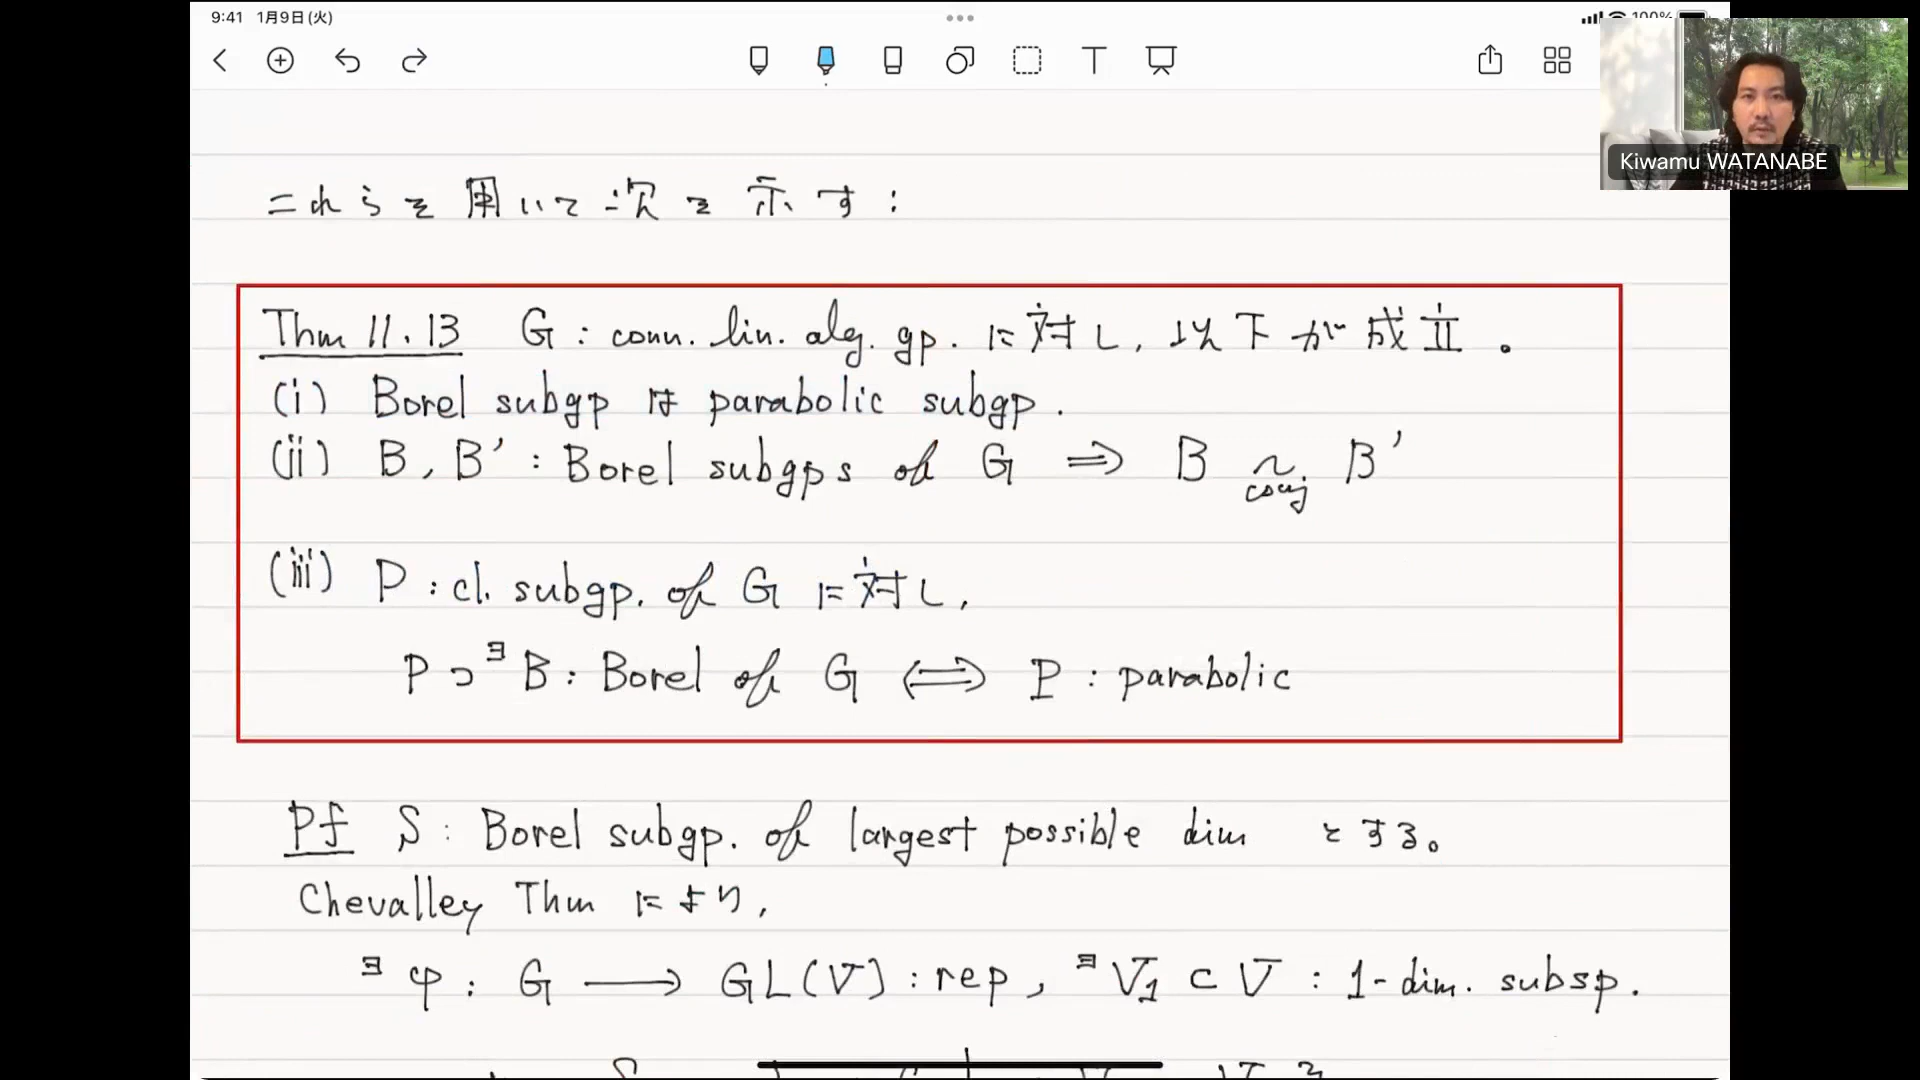 9:41 1月9日(火)
100%
Kiwamu WATANABE
これらを用いて次を示す:
Thm 11.13 G : conn. lin. alg. gp. に対し, 以下が成立。
(i) Borel subgp は parabolic subgp.
(ii) B, B' : Borel subgps of G ⟹ B ~conj B'
(iii) P : cl. subgp. of G に対し,
P ⊃ ∃B : Borel of G ⟺ P : parabolic
Pf S : Borel subgp. of largest possible dim とする。
Chevalley Thm により,
∃φ : G ⟶ GL(V) : rep, ∃V₁ ⊂ V : 1-dim. subsp.